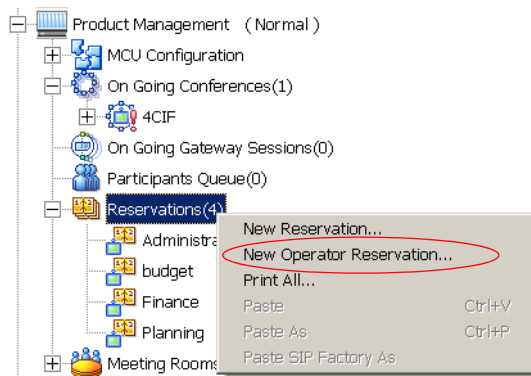 Product Management ( Normal )
MCU Configuration
On Going Conferences(1)
4CIF
On Going Gateway Sessions(0)
Participants Queue(0)
Reservations(4)
Administra
budget
Finance
Planning
Meeting Rooms
New Reservation...
New Operator Reservation...
Print All...
Paste Ctrl+V
Paste As Ctrl+P
Paste SIP Factory As